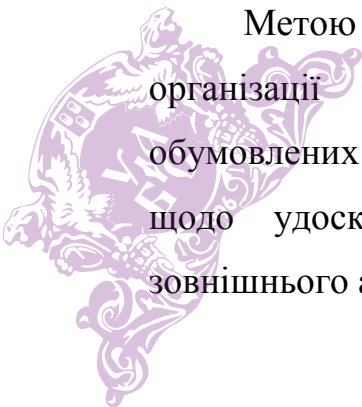 Метою
організації
обумовлених
щодо удоск
зовнішнього а